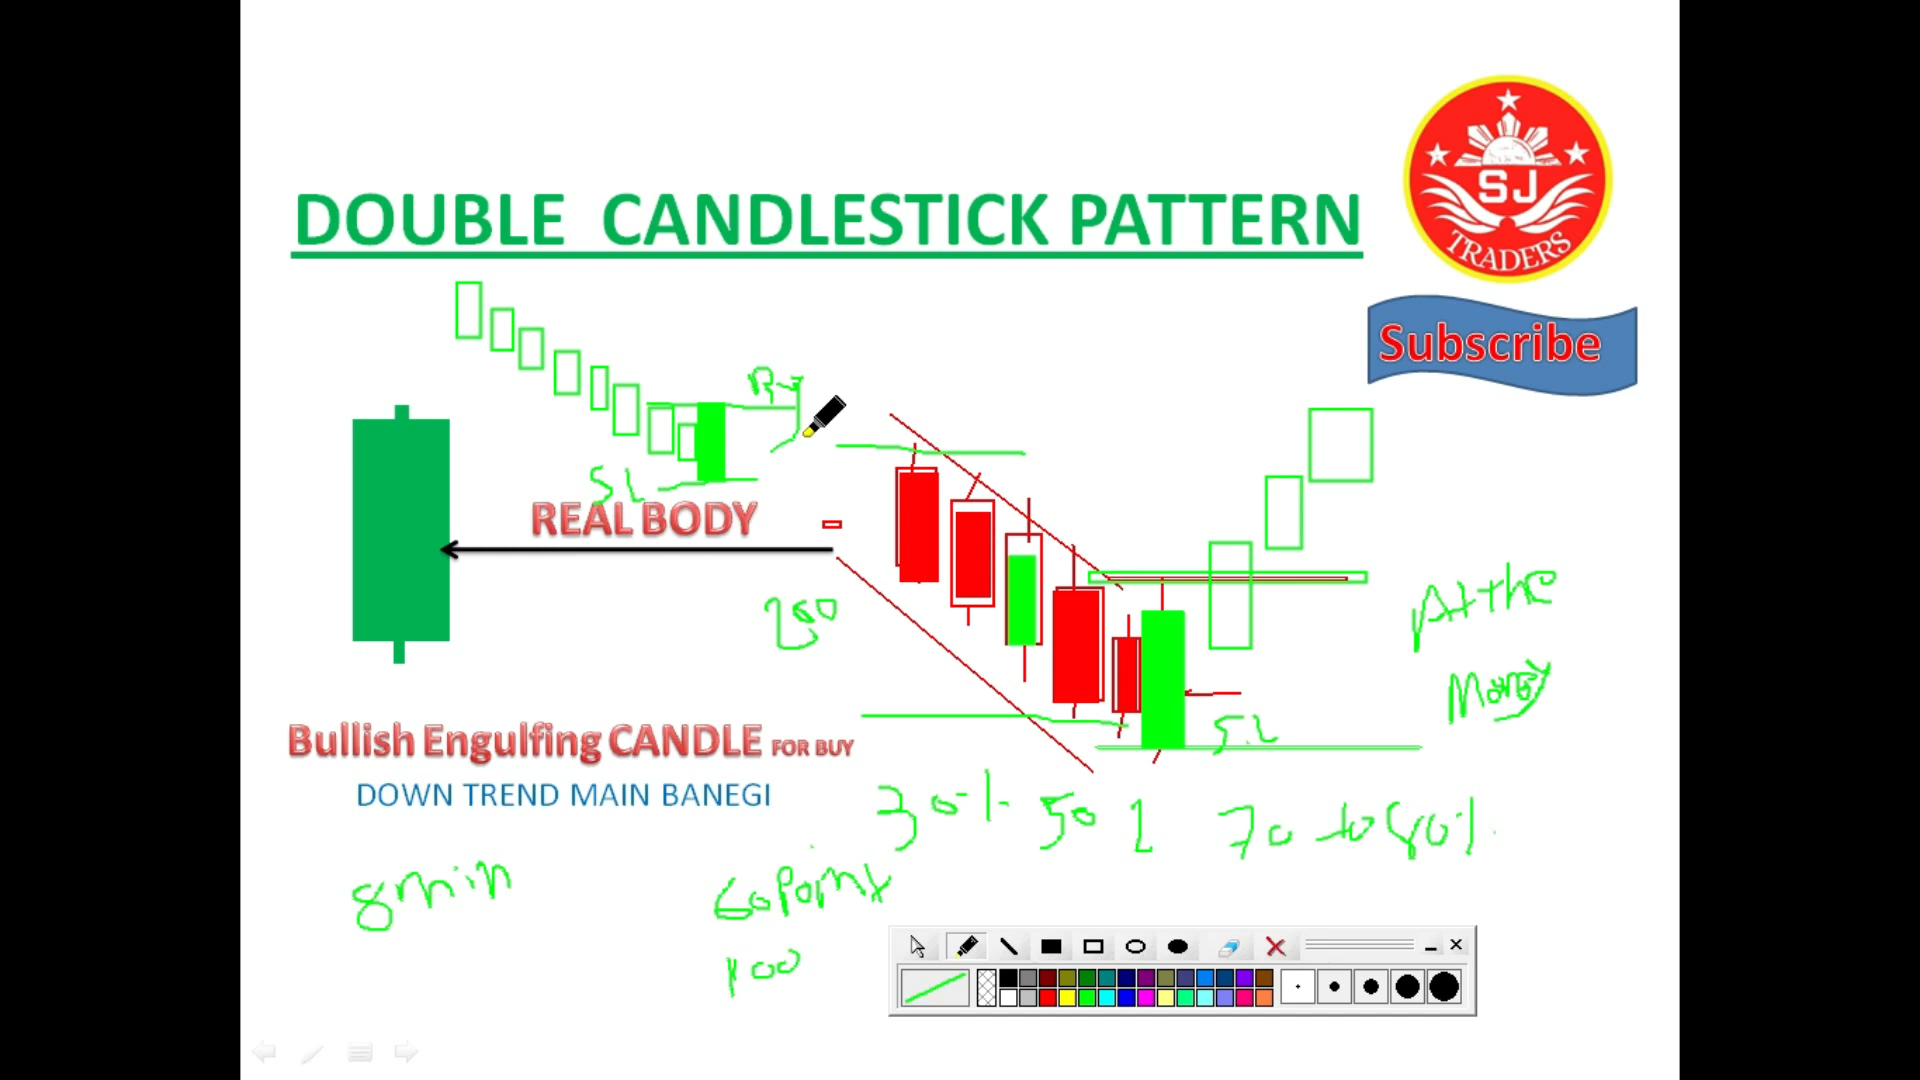 DOUBLE CANDLESTICK PATTERN
SJ
TRADERS
Subscribe
SL
REAL BODY
250
At the
Money
S.L
Bullish Engulfing CANDLE FOR BUY
DOWN TREND MAIN BANEGI
30%. 50% 70 to 80%.
8min
60 Point
100